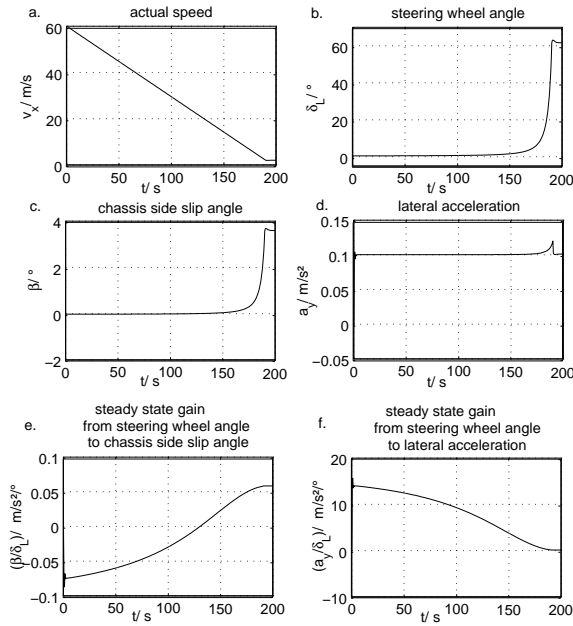 a.
actual speed
60
40
20
0
v_x/ m/s
0
50
100
150
200
t/ s
b.
steering wheel angle
60
40
20
0
δ_L/ °
0
50
100
150
200
t/ s
c.
chassis side slip angle
4
2
0
−2
β/ °
0
50
100
150
200
t/ s
d.
lateral acceleration
0.15
0.1
0.05
0
−0.05
a_y/ m/s²
0
50
100
150
200
t/ s
e.
steady state gain
from steering wheel angle
to chassis side slip angle
0.1
0.05
0
−0.05
−0.1
(β/δ_L)/ m/s²/°
0
50
100
150
200
t/ s
f.
steady state gain
from steering wheel angle
to lateral acceleration
20
10
0
−10
(a_y/δ_L)/ m/s²/°
0
50
100
150
200
t/ s